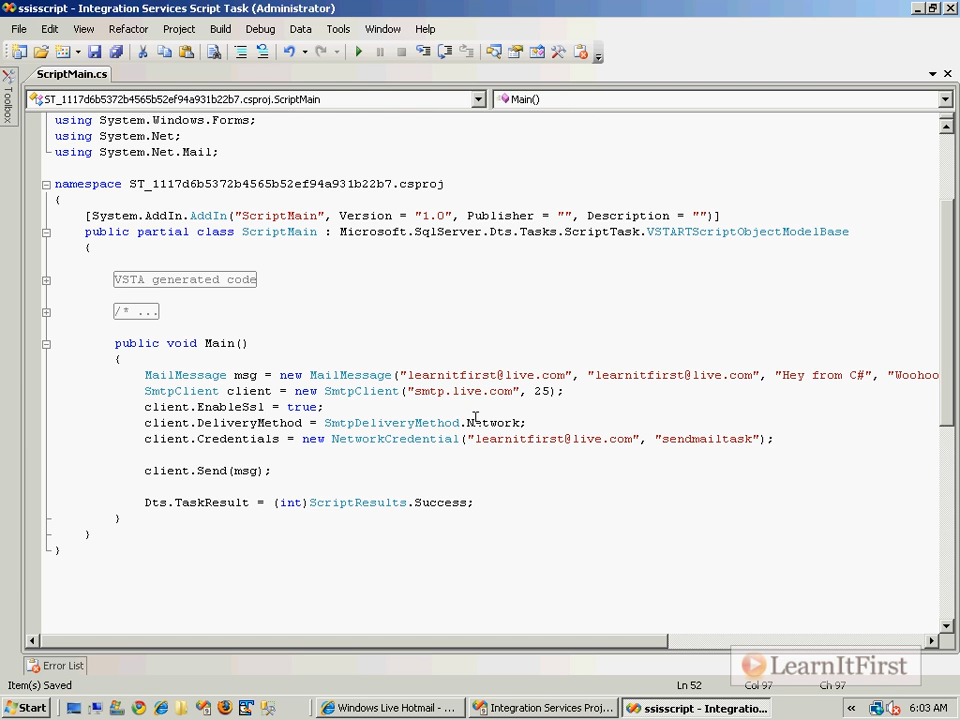 ssisscript - Integration Services Script Task (Administrator)
File Edit View Refactor Project Build Debug Data Tools Window Help
ScriptMain.cs
Toolbox
ST_1117d6b5372b4565b52ef94a931b22b7.csproj.ScriptMain Main()
using System.Windows.Forms;
using System.Net;
using System.Net.Mail;
namespace ST_1117d6b5372b4565b52ef94a931b22b7.csproj
{
[System.AddIn.AddIn("ScriptMain", Version = "1.0", Publisher = "", Description = "")]
public partial class ScriptMain : Microsoft.SqlServer.Dts.Tasks.ScriptTask.VSTARTScriptObjectModelBase
{
VSTA generated code
/* ...
public void Main()
{
MailMessage msg = new MailMessage("learnitfirst@live.com", "learnitfirst@live.com", "Hey from C#", "Woohoo
SmtpClient client = new SmtpClient("smtp.live.com", 25);
client.EnableSsl = true;
client.DeliveryMethod = SmtpDeliveryMethod.Network;
client.Credentials = new NetworkCredential("learnitfirst@live.com", "sendmailtask");
client.Send(msg);
Dts.TaskResult = (int)ScriptResults.Success;
}
}
}
Error List
LearnItFirst
Item(s) Saved Ln 52 Col 97 Ch 97
Start Windows Live Hotmail - ... Integration Services Proj... ssisscript - Integratio... « 6:03 AM